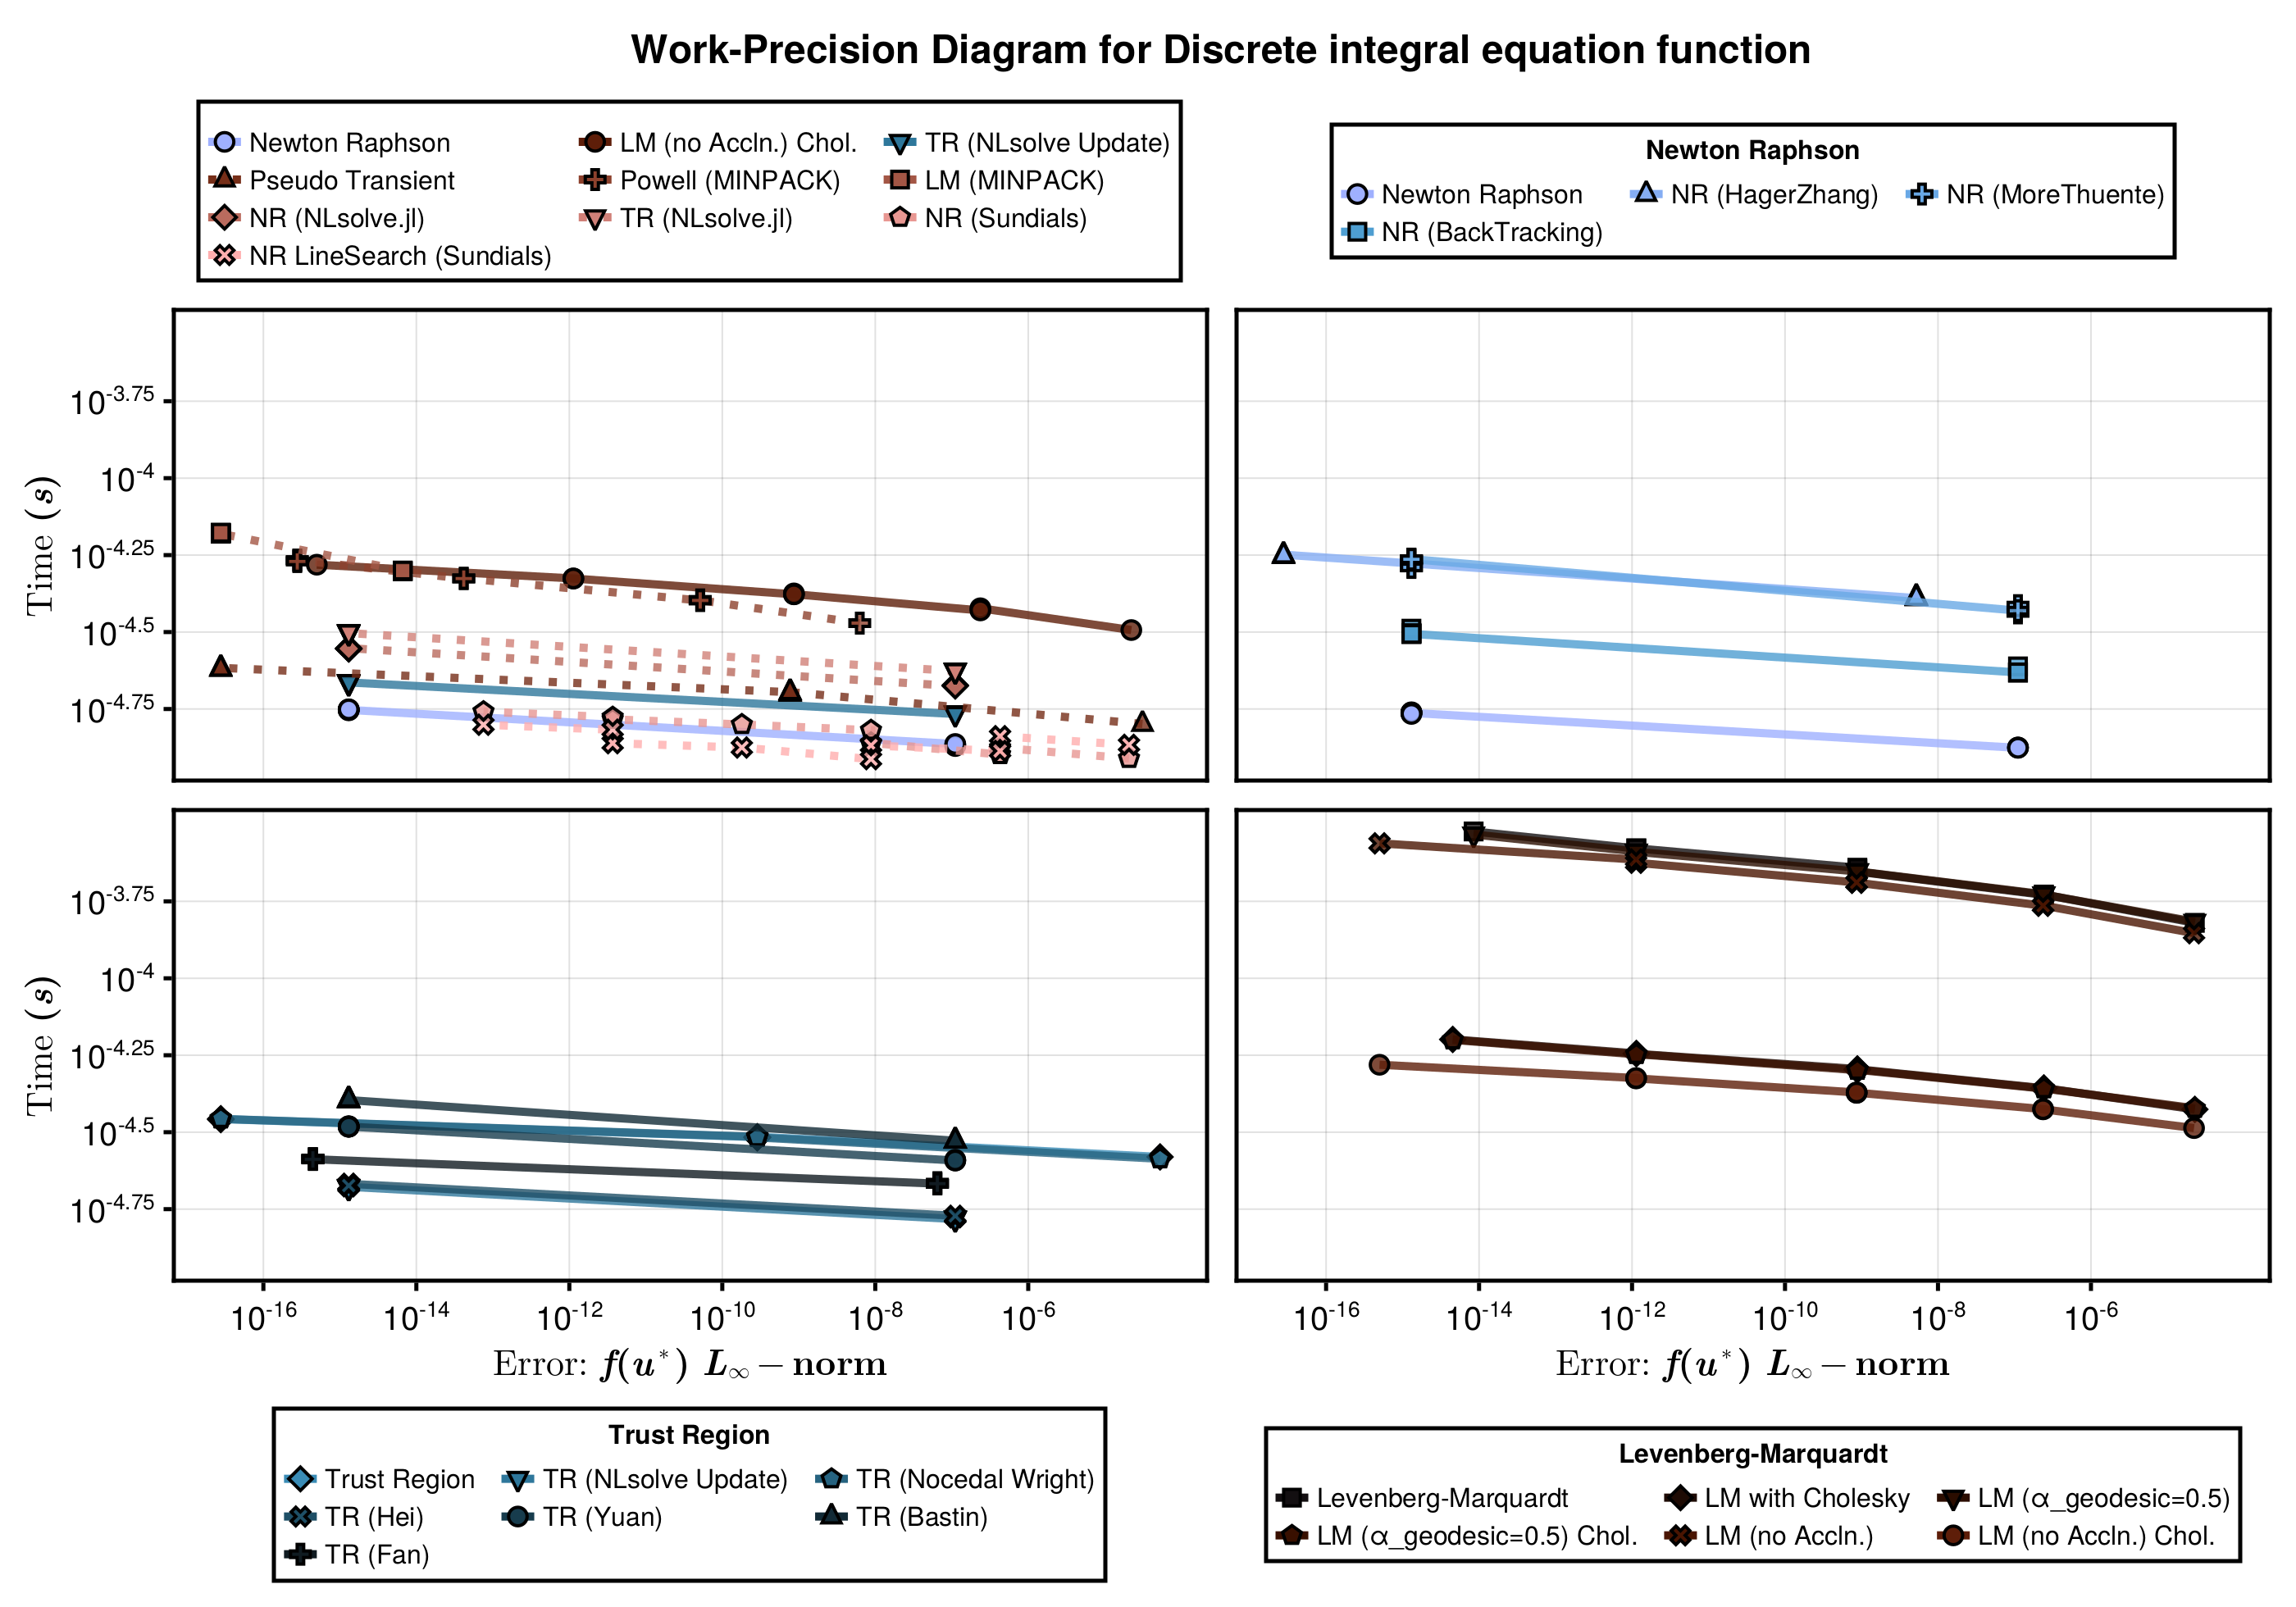 Work-Precision Diagram for Discrete integral equation function
Newton Raphson
LM (no Accln.) Chol.
TR (NLsolve Update)
Pseudo Transient
Powell (MINPACK)
LM (MINPACK)
NR (NLsolve.jl)
TR (NLsolve.jl)
NR (Sundials)
NR LineSearch (Sundials)
Newton Raphson
Newton Raphson
NR (HagerZhang)
NR (MoreThuente)
NR (BackTracking)
Time (s)
10^-3.75
10^-4
10^-4.25
10^-4.5
10^-4.75
Time (s)
10^-3.75
10^-4
10^-4.25
10^-4.5
10^-4.75
10^-16
10^-14
10^-12
10^-10
10^-8
10^-6
10^-16
10^-14
10^-12
10^-10
10^-8
10^-6
Error: f(u*) L∞ – norm
Error: f(u*) L∞ – norm
Trust Region
Trust Region
TR (NLsolve Update)
TR (Nocedal Wright)
TR (Hei)
TR (Yuan)
TR (Bastin)
TR (Fan)
Levenberg-Marquardt
Levenberg-Marquardt
LM with Cholesky
LM (α_geodesic=0.5)
LM (α_geodesic=0.5) Chol.
LM (no Accln.)
LM (no Accln.) Chol.